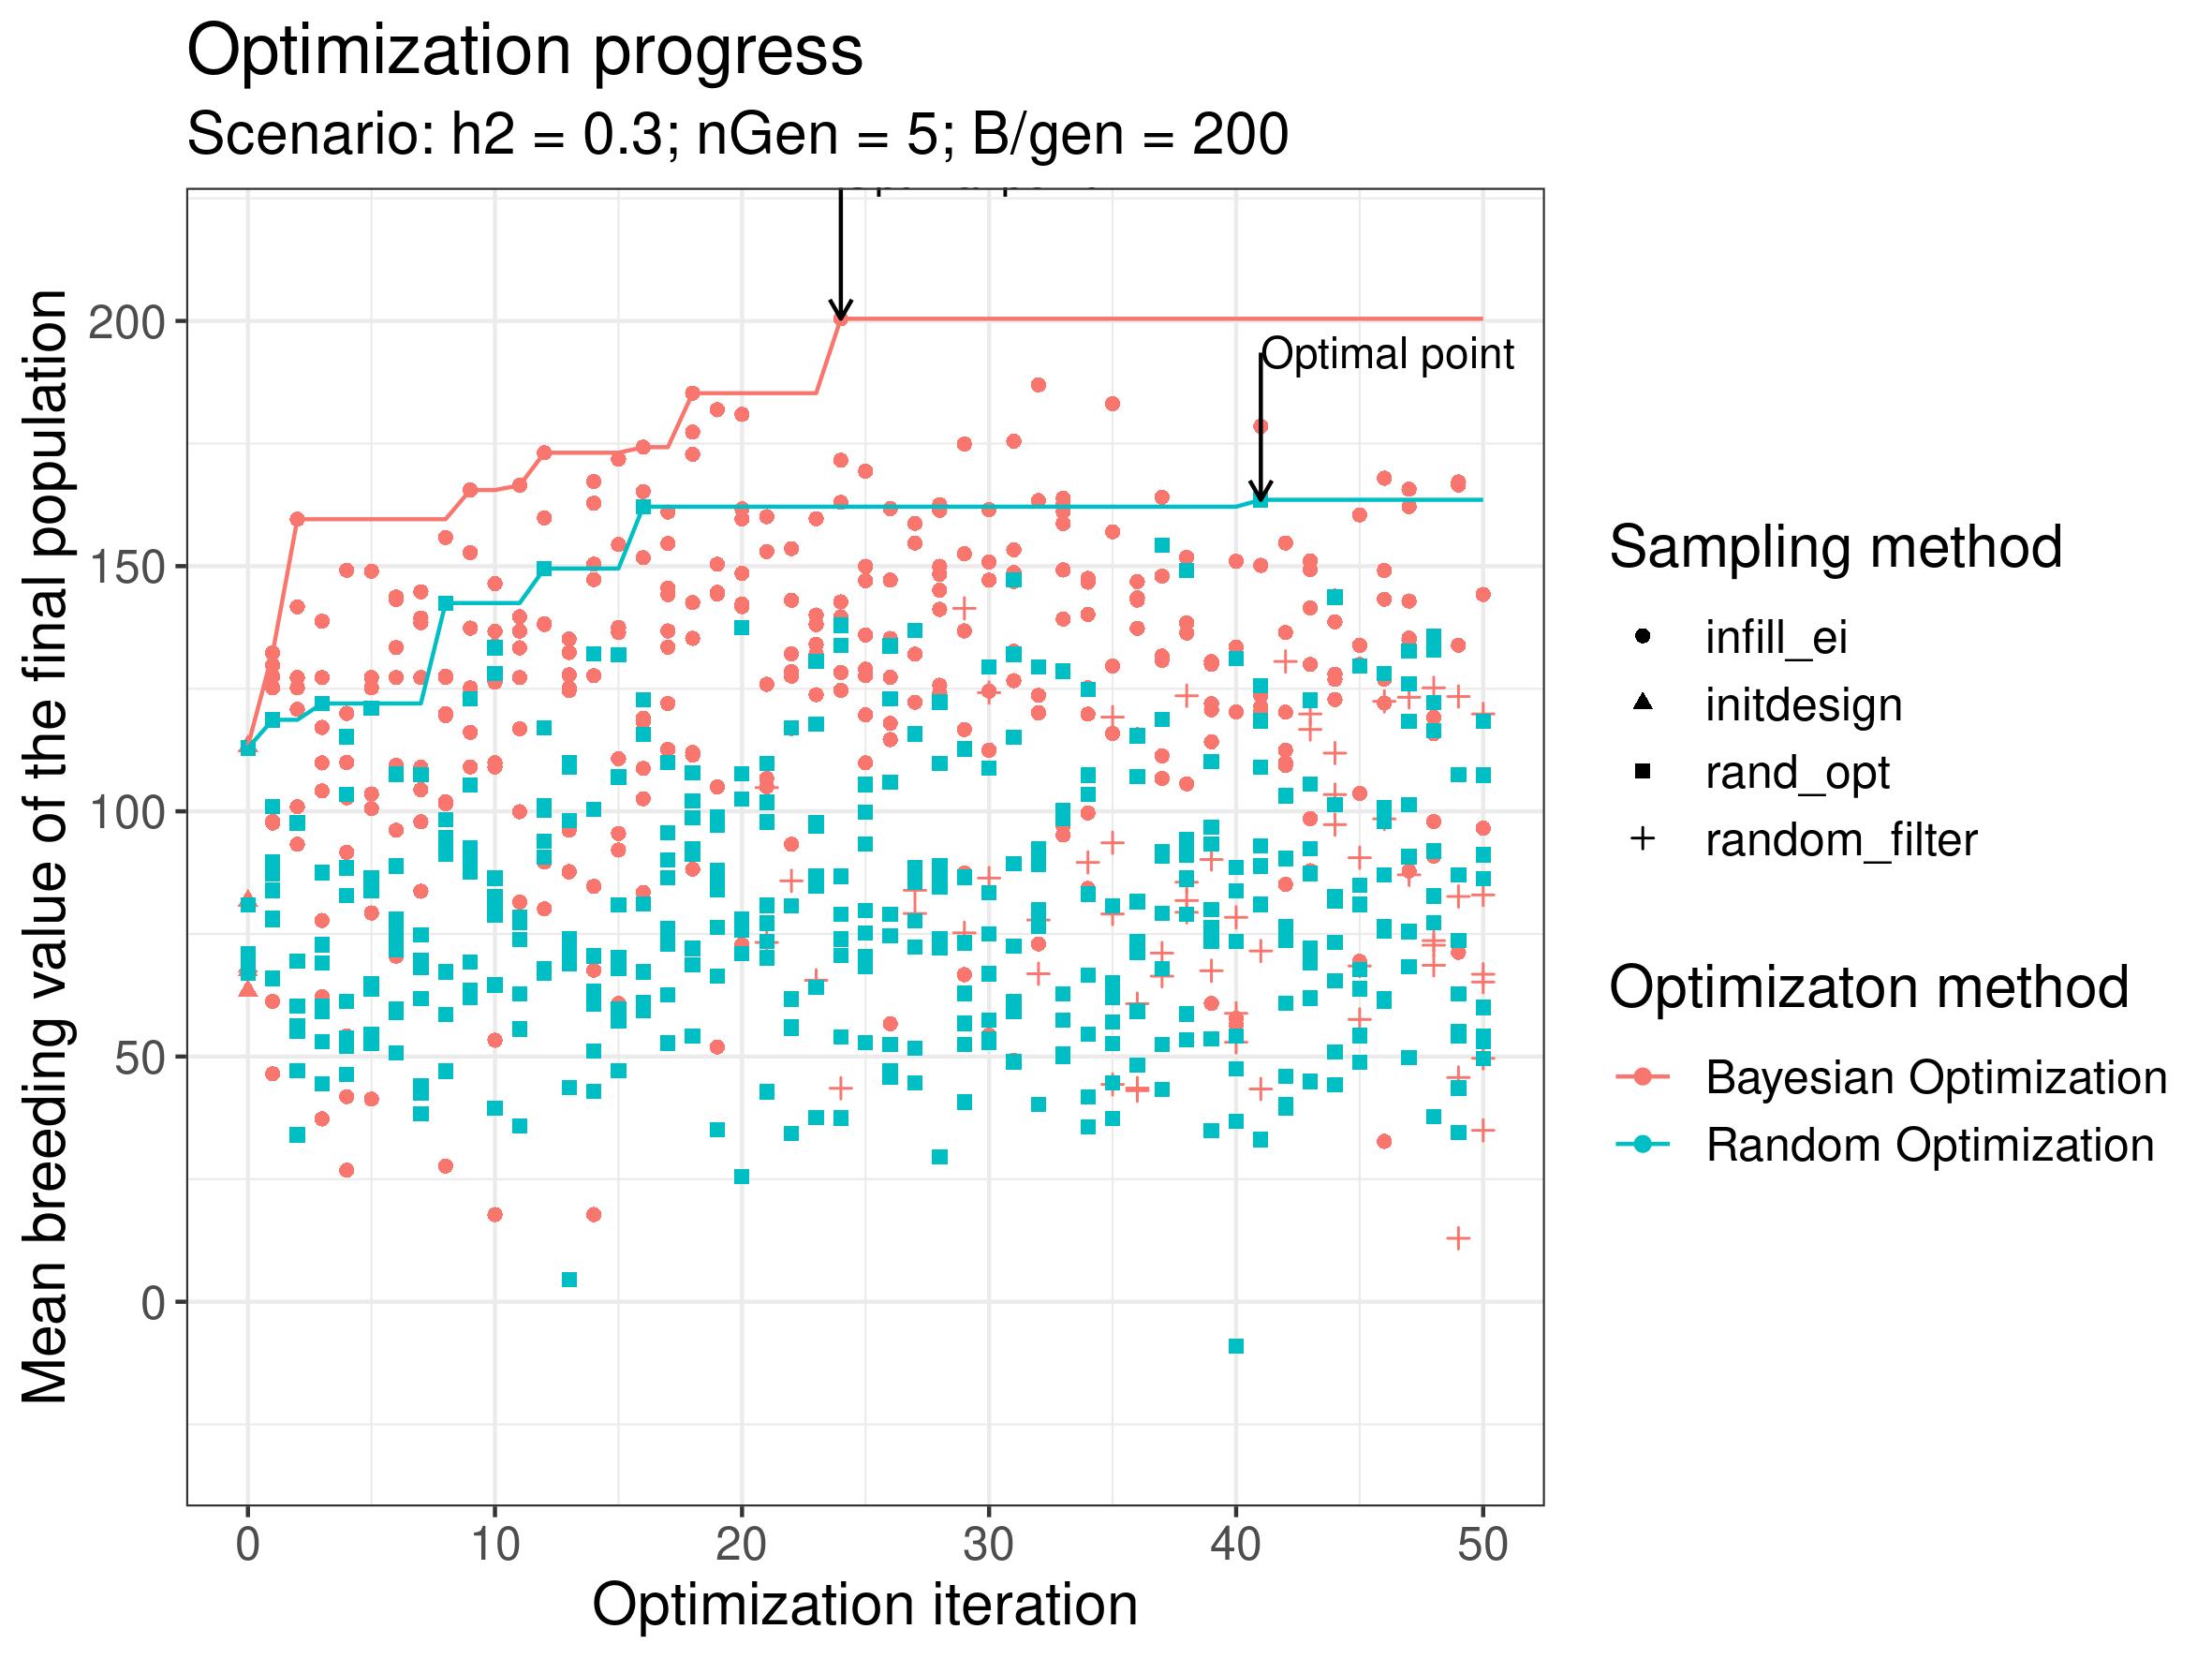 Optimization progress
Scenario: h2 = 0.3; nGen = 5; B/gen = 200
Mean breeding value of the final population
200
150
100
50
0
Optimal point
0 10 20 30 40 50
Optimization iteration
Sampling method
infill_ei
initdesign
rand_opt
random_filter
Optimizaton method
Bayesian Optimization
Random Optimization